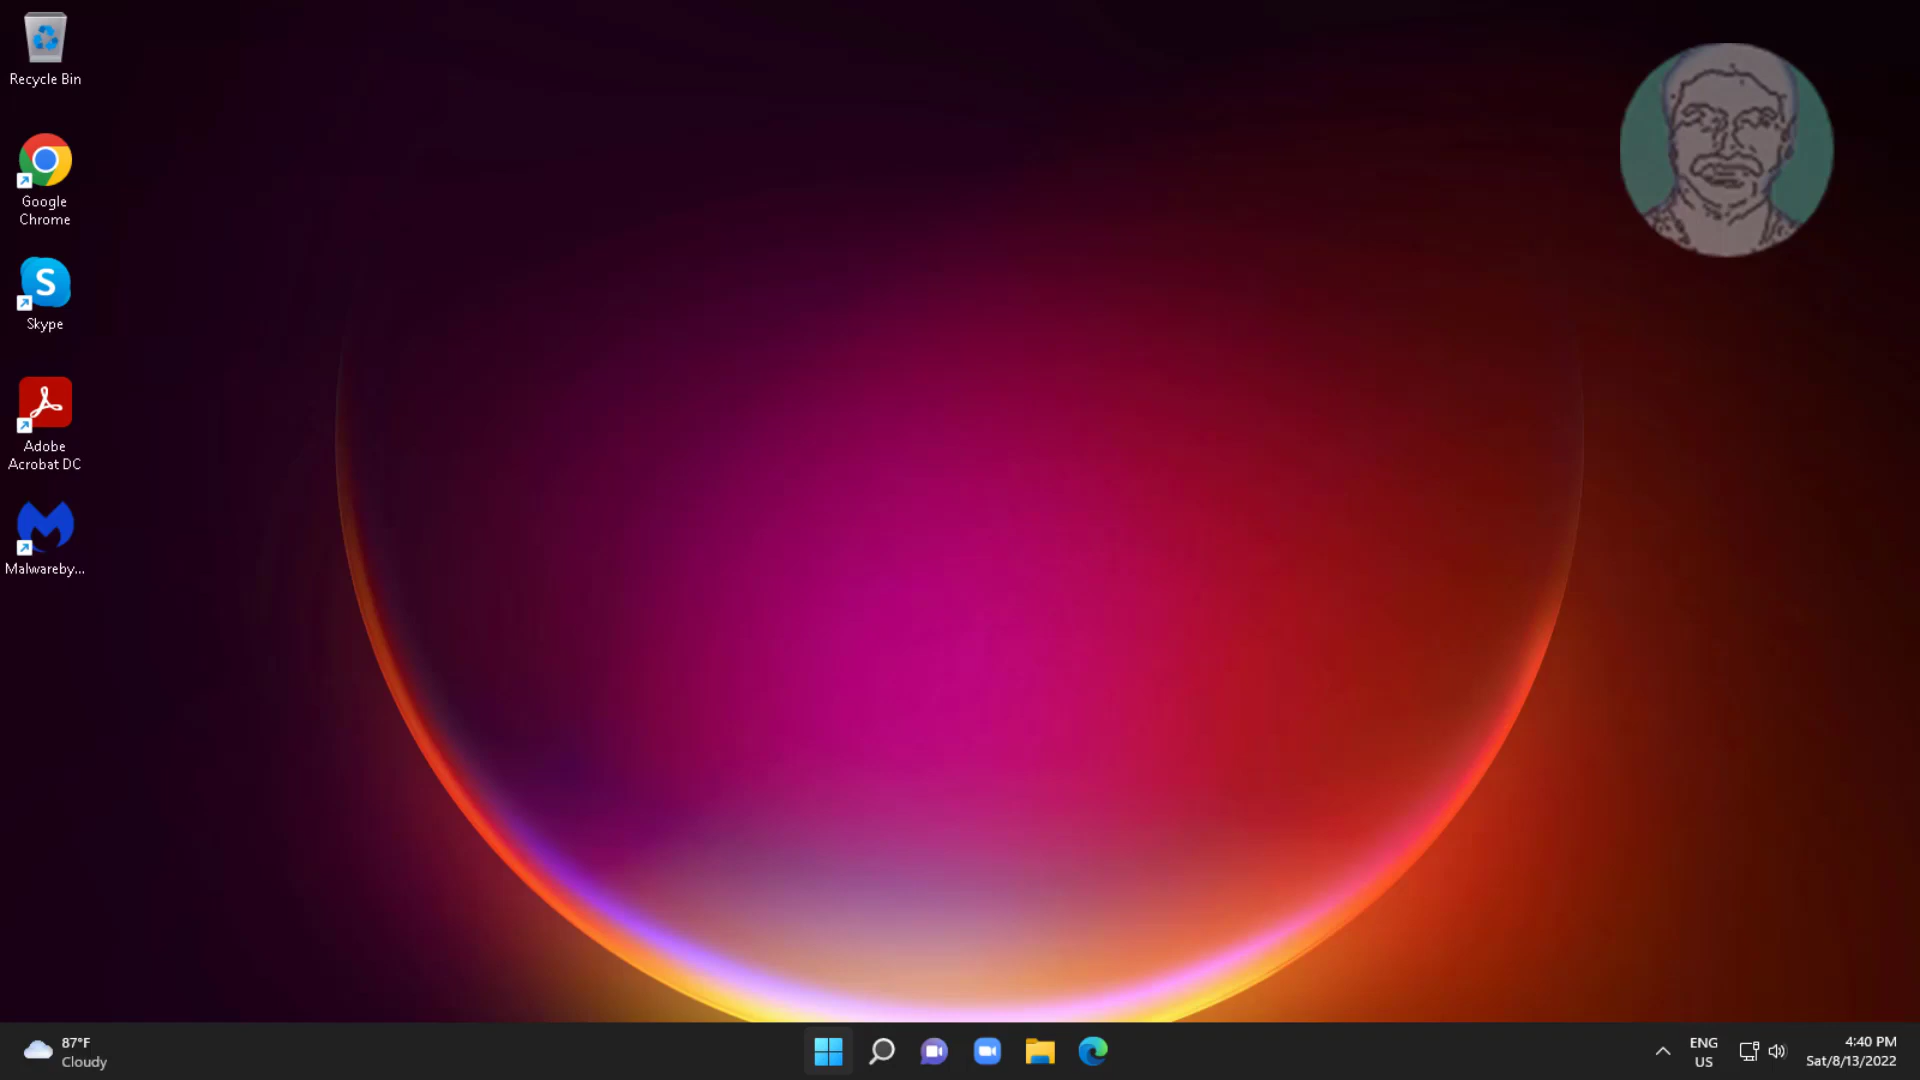 Recycle Bin
Google
Chrome
S
Skype
Adobe
Acrobat DC
Malwareby...
87°F
Cloudy
ENG
US
4:40 PM
Sat/8/13/2022